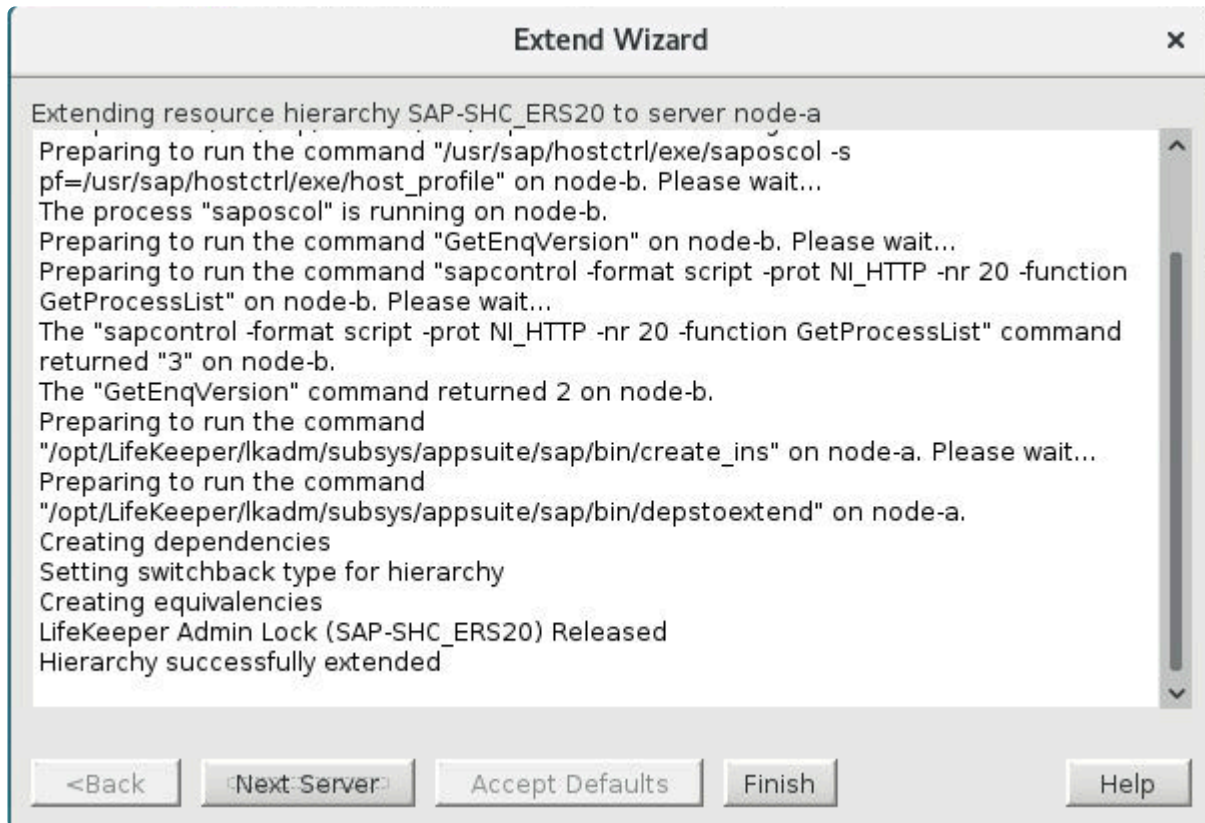 Extend Wizard
Extending resource hierarchy SAP-SHC_ERS20 to server node-a
Preparing to run the command "/usr/sap/hostctrl/exe/saposcol -s
pf=/usr/sap/hostctrl/exe/host_profile" on node-b. Please wait...
The process "saposcol" is running on node-b.
Preparing to run the command "GetEnqVersion" on node-b. Please wait...
Preparing to run the command "sapcontrol -format script -prot NI_HTTP -nr 20 -function
GetProcessList" on node-b. Please wait...
The "sapcontrol -format script -prot NI_HTTP -nr 20 -function GetProcessList" command
returned "3" on node-b.
The "GetEnqVersion" command returned 2 on node-b.
Preparing to run the command
"/opt/LifeKeeper/lkadm/subsys/appsuite/sap/bin/create_ins" on node-a. Please wait...
Preparing to run the command
"/opt/LifeKeeper/lkadm/subsys/appsuite/sap/bin/depstoextend" on node-a.
Creating dependencies
Setting switchback type for hierarchy
Creating equivalencies
LifeKeeper Admin Lock (SAP-SHC_ERS20) Released
Hierarchy successfully extended
<Back Next Server Accept Defaults Finish Help